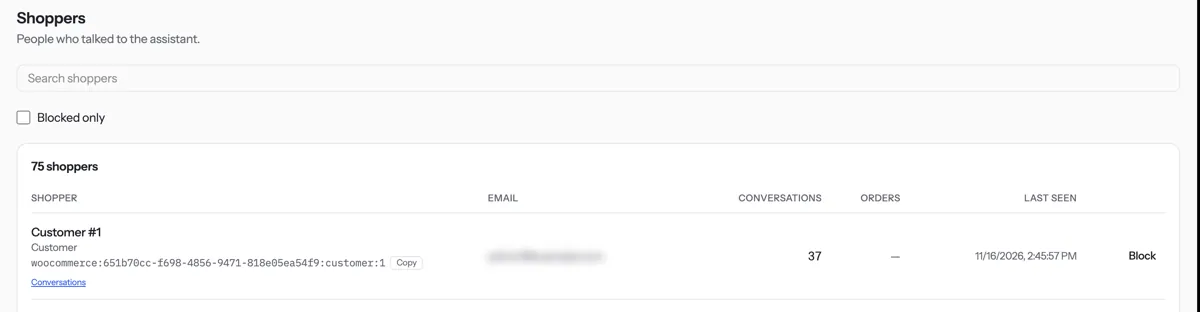 Shoppers
People who talked to the assistant.
Search shoppers
Blocked only
75 shoppers
SHOPPER EMAIL CONVERSATIONS ORDERS LAST SEEN
Customer #1
Customer
woocommerce:651b70cc-f698-4856-9471-818e05ea54f9:customer:1 Copy
37 — 11/16/2026, 2:45:57 PM Block
Conversations